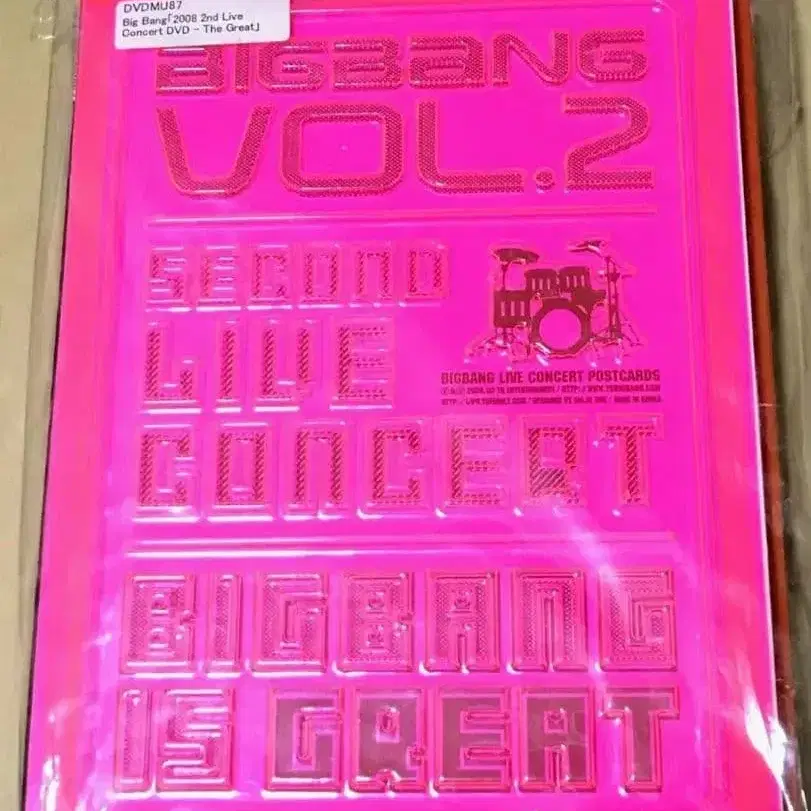 DVDMU87
Big Bang「2008 2nd Live
Concert DVD - The Great」
BIGBANG
VOL.2
SECOND
LIVE
CONCERT
BIGBANG LIVE CONCERT POSTCARDS
BIGBANG
IS GREAT